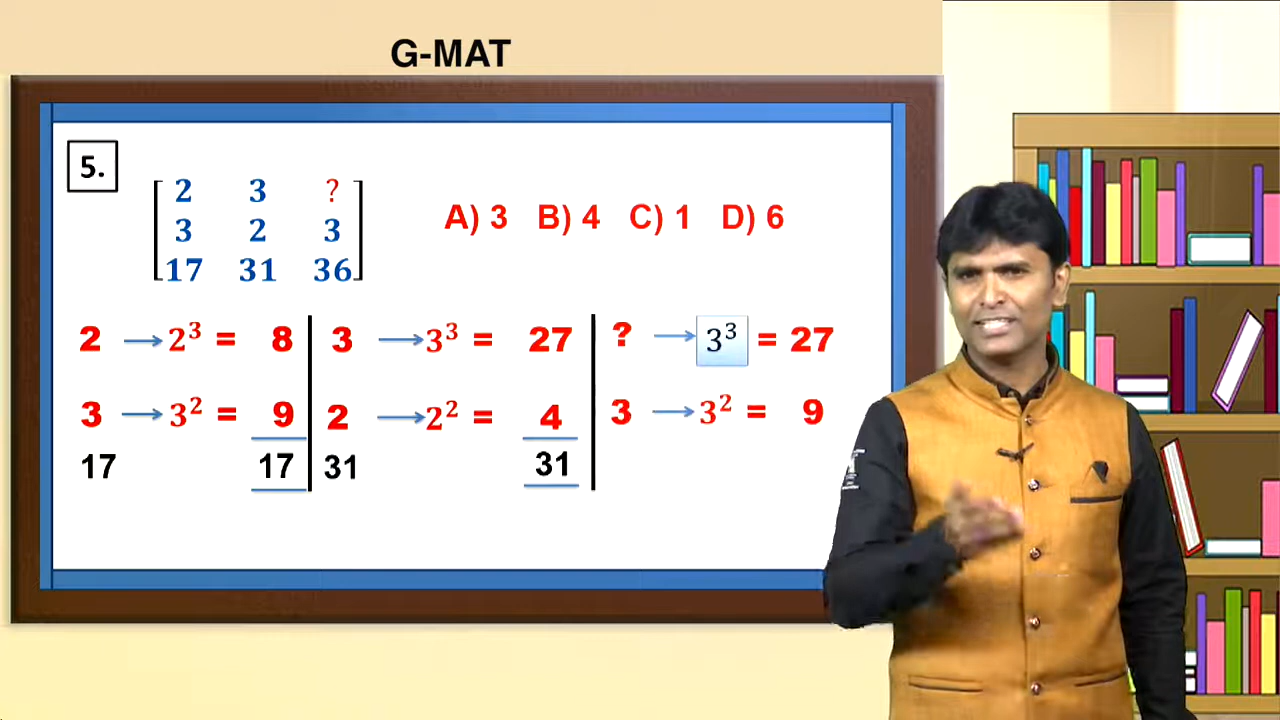 G-MAT
5.
2 3 ?
3 2 3
17 31 36
A) 3 B) 4 C) 1 D) 6
2 → 2³ = 8
3 → 3² = 9
17 17
3 → 3³ = 27
2 → 2² = 4
31 31
? → 3³ = 27
3 → 3² = 9